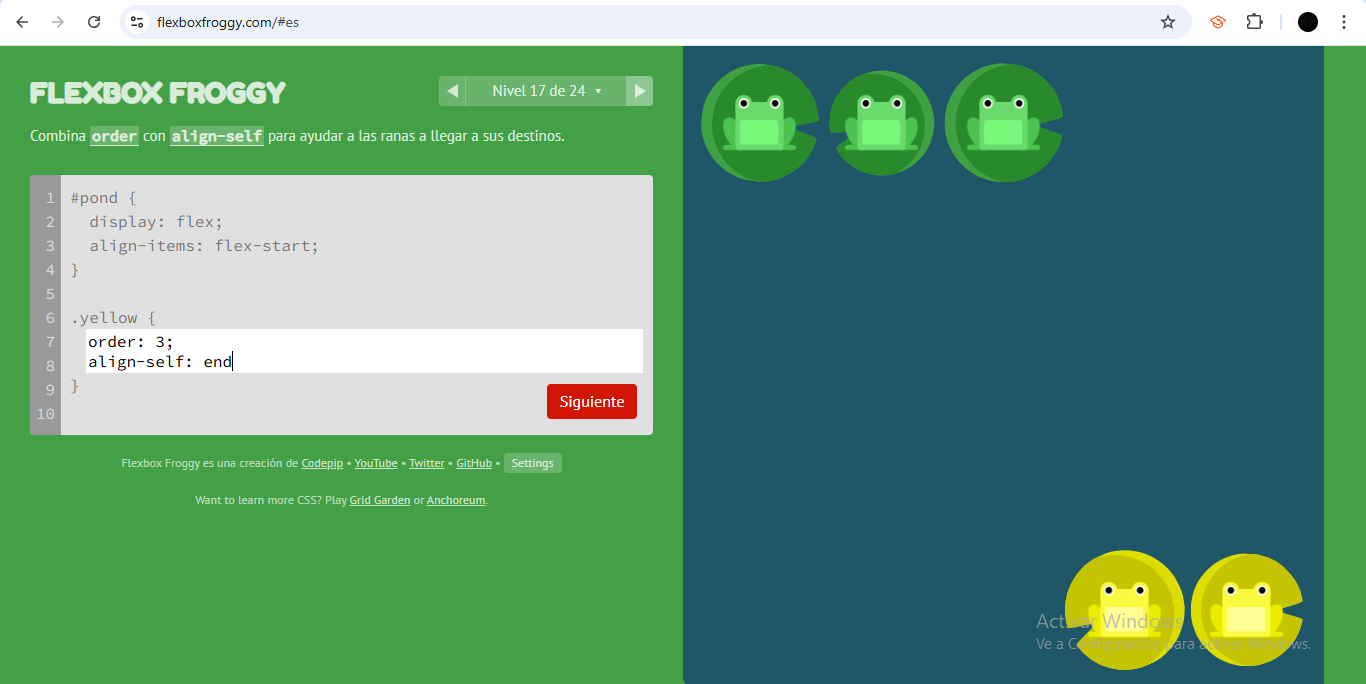 flexboxfroggy.com/#es
FLEXBOX FROGGY
Nivel 17 de 24
Combina order con align-self para ayudar a las ranas a llegar a sus destinos.
1 #pond {
2 display: flex;
3 align-items: flex-start;
4 }
5
6 .yellow {
7 order: 3;
8 align-self: end
9 }
10
Siguiente
Flexbox Froggy es una creación de Codepip • YouTube • Twitter • GitHub • Settings
Want to learn more CSS? Play Grid Garden or Anchoreum.
Activar Windows
Ve a Configuración para activar Windows.